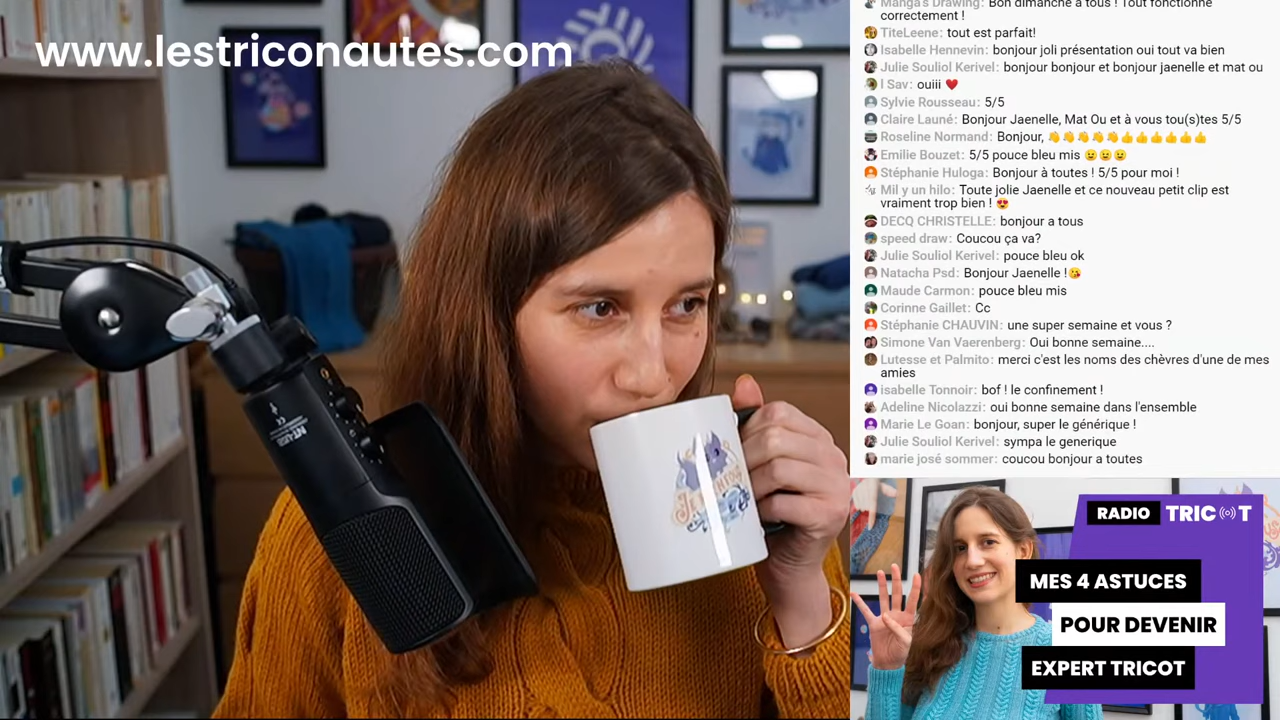 www.lestriconautes.com
Manga's Drawing: Bon dimanche à tous ! Tout fonctionne
correctement !
TiteLeene: tout est parfait!
Isabelle Hennevin: bonjour joli présentation oui tout va bien
Julie Souliol Kerivel: bonjour bonjour et bonjour jaenelle et mat ou
l Sav: ouiii ❤️
Sylvie Rousseau: 5/5
Claire Launé: Bonjour Jaenelle, Mat Ou et à vous tou(s)tes 5/5
Roseline Normand: Bonjour, 👋👋👋👋👋👍👍👍👍👍👍
Emilie Bouzet: 5/5 pouce bleu mis 😉😉😉
Stéphanie Huloga: Bonjour à toutes ! 5/5 pour moi !
Mil y un hilo: Toute jolie Jaenelle et ce nouveau petit clip est
vraiment trop bien ! 😍
DECQ CHRISTELLE: bonjour a tous
speed draw: Coucou ça va?
Julie Souliol Kerivel: pouce bleu ok
Natacha Psd: Bonjour Jaenelle !😘
Maude Carmon: pouce bleu mis
Corinne Gaillet: Cc
Stéphanie CHAUVIN: une super semaine et vous ?
Simone Van Vaerenberg: Oui bonne semaine....
Lutesse et Palmito: merci c'est les noms des chèvres d'une de mes
amies
isabelle Tonnoir: bof ! le confinement !
Adeline Nicolazzi: oui bonne semaine dans l'ensemble
Marie Le Goan: bonjour, super le générique !
Julie Souliol Kerivel: sympa le generique
marie josé sommer: coucou bonjour a toutes
RADIO TRICOT
MES 4 ASTUCES
POUR DEVENIR
EXPERT TRICOT